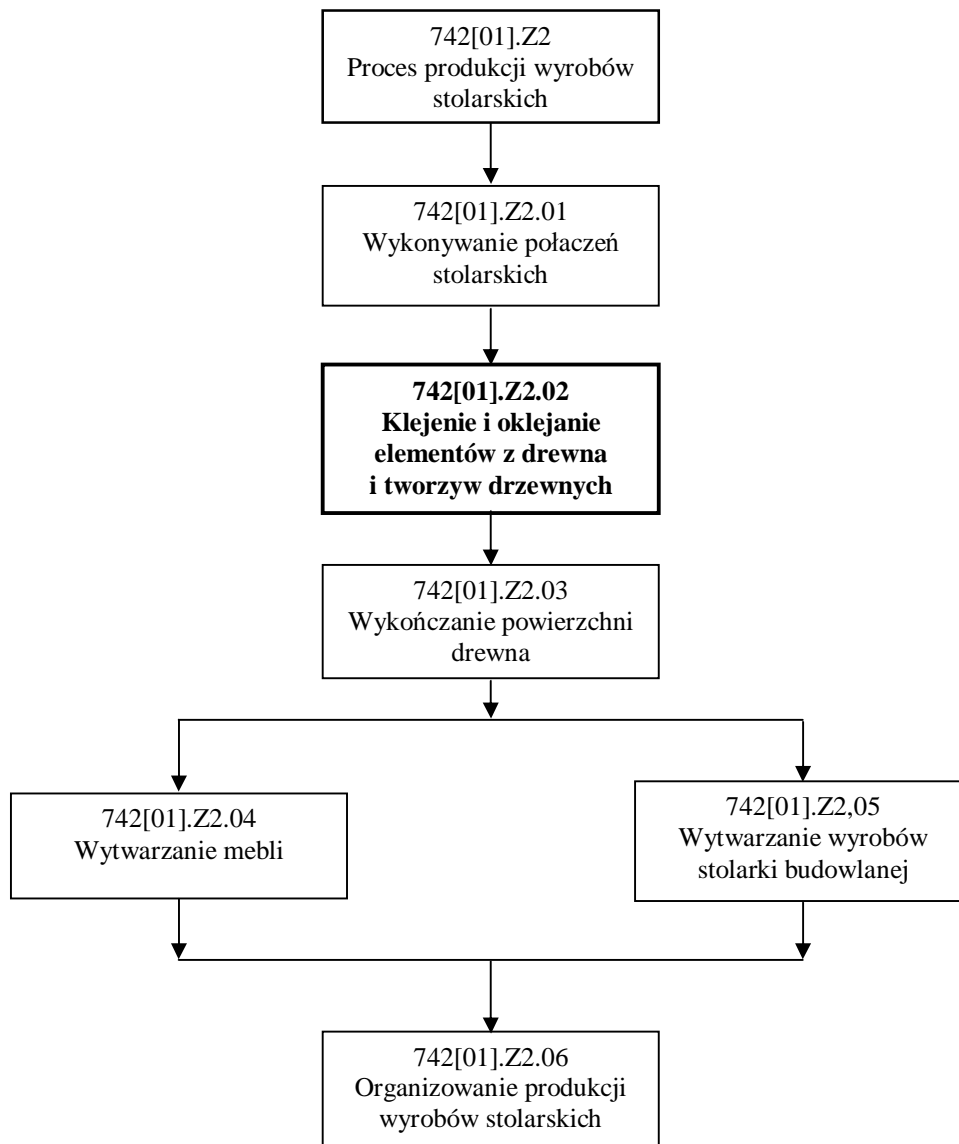 742[01].Z2
Proces produkcji wyrobów
stolarskich
742[01].Z2.01
Wykonywanie połaczeń
stolarskich
742[01].Z2.02
Klejenie i oklejanie
elementów z drewna
i tworzyw drzewnych
742[01].Z2.03
Wykończanie powierzchni
drewna
742[01].Z2.04
Wytwarzanie mebli
742[01].Z2,05
Wytwarzanie wyrobów
stolarki budowlanej
742[01].Z2.06
Organizowanie produkcji
wyrobów stolarskich